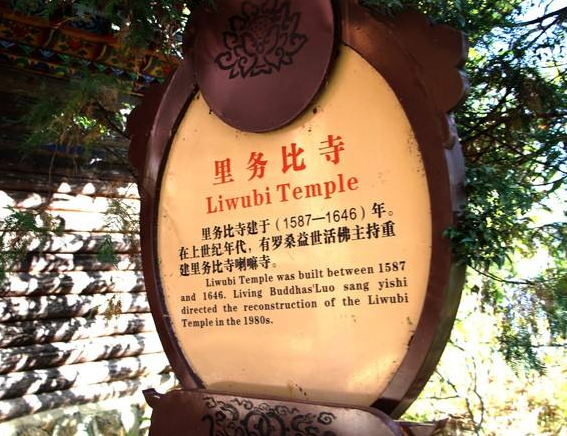 里务比寺
Liwubi Temple
里务比寺建于（1587—1646）年。
在上世纪年代，有罗桑益世活佛主持重
建里务比寺喇嘛寺。
Liwubi Temple was built between 1587
and 1646. Living Buddhas'Luo sang yishi
directed the reconstruction of the Liwubi
Temple in the 1980s.